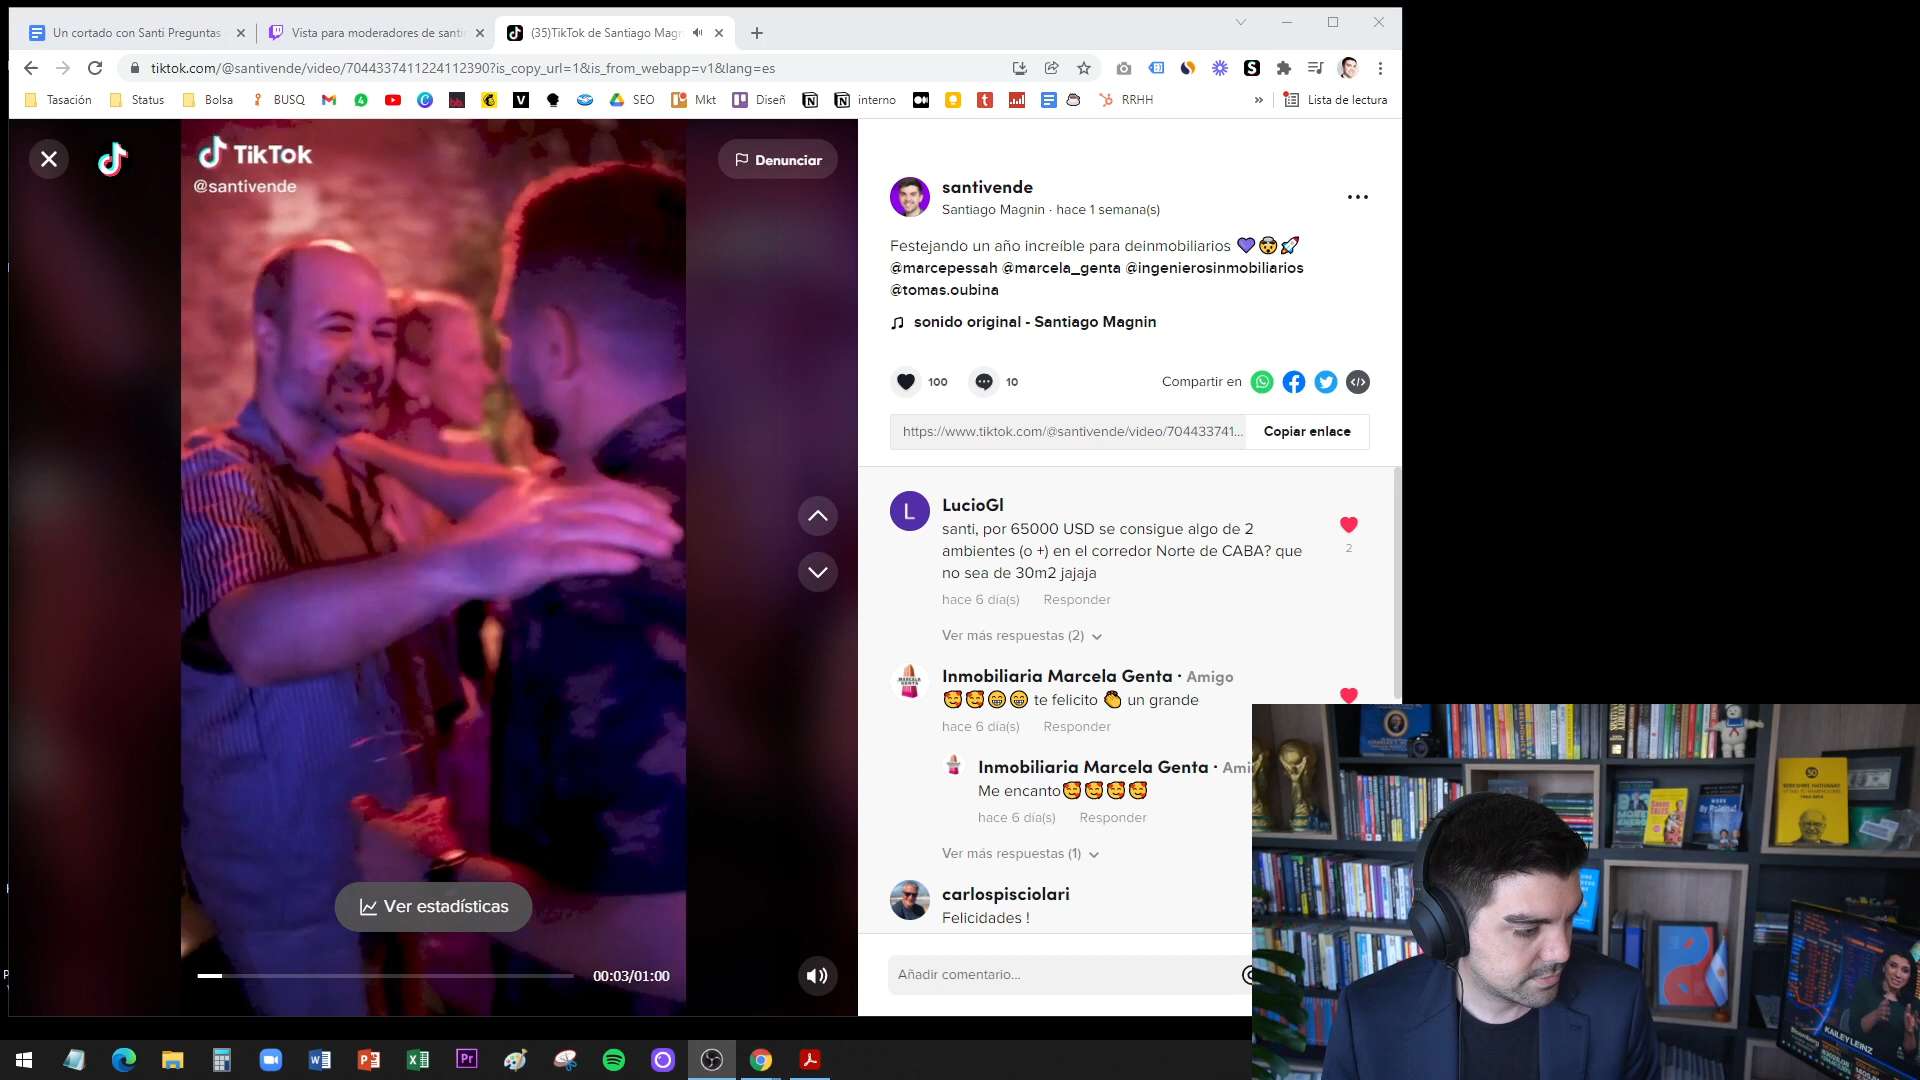 Un cortado con Santi Preguntas
Vista para moderadores de santi
(35)TikTok de Santiago Magn
tiktok.com/@santivende/video/7044337411224112390?is_copy_url=1&is_from_webapp=v1&lang=es
Tasación
Status
Bolsa
BUSQ
SEO
Mkt
Diseñ
interno
RRHH
Lista de lectura
TikTok
@santivende
Denunciar
santivende
Santiago Magnin · hace 1 semana(s)
Festejando un año increíble para deinmobiliarios 💜🤯🚀
@marcepessah @marcela_genta @ingenierosinmobiliarios
@tomas.oubina
sonido original - Santiago Magnin
100
10
Compartir en
https://www.tiktok.com/@santivende/video/704433741...
Copiar enlace
L
LucioGl
santi, por 65000 USD se consigue algo de 2
ambientes (o +) en el corredor Norte de CABA? que
no sea de 30m2 jajaja
2
hace 6 día(s)
Responder
Ver más respuestas (2)
Inmobiliaria Marcela Genta · Amigo
🥰🥰😁😁 te felicito 👏 un grande
hace 6 día(s)
Responder
Inmobiliaria Marcela Genta · Ami
Me encanto🥰🥰🥰🥰
hace 6 día(s)
Responder
Ver más respuestas (1)
carlospisciolari
Felicidades !
Ver estadísticas
00:03/01:00
Añadir comentario...
KAILEY LEINZ